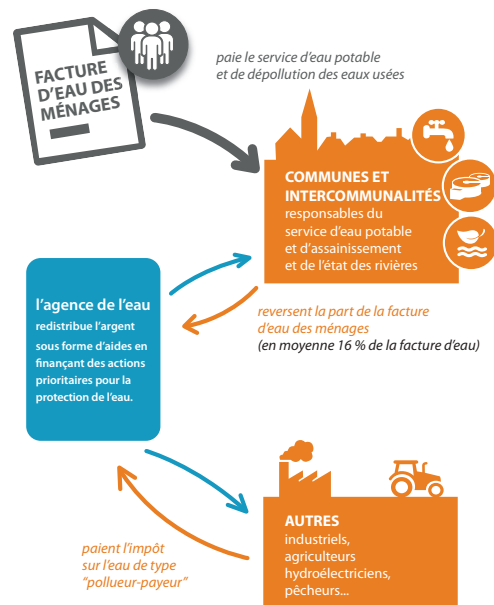 FACTURE
D'EAU DES
MÉNAGES
paie le service d'eau potable
et de dépollution des eaux usées
COMMUNES ET
INTERCOMMUNALITÉS
responsables du
service d'eau potable
et d'assainissement
et de l'état des rivières
l'agence de l'eau
redistribue l'argent
sous forme d'aides en
finançant des actions
prioritaires pour la
protection de l'eau.
reversent la part de la facture
d'eau des ménages
(en moyenne 16 % de la facture d'eau)
paient l'impôt
sur l'eau de type
"pollueur-payeur"
AUTRES
industriels,
agriculteurs
hydroélectriciens,
pêcheurs...